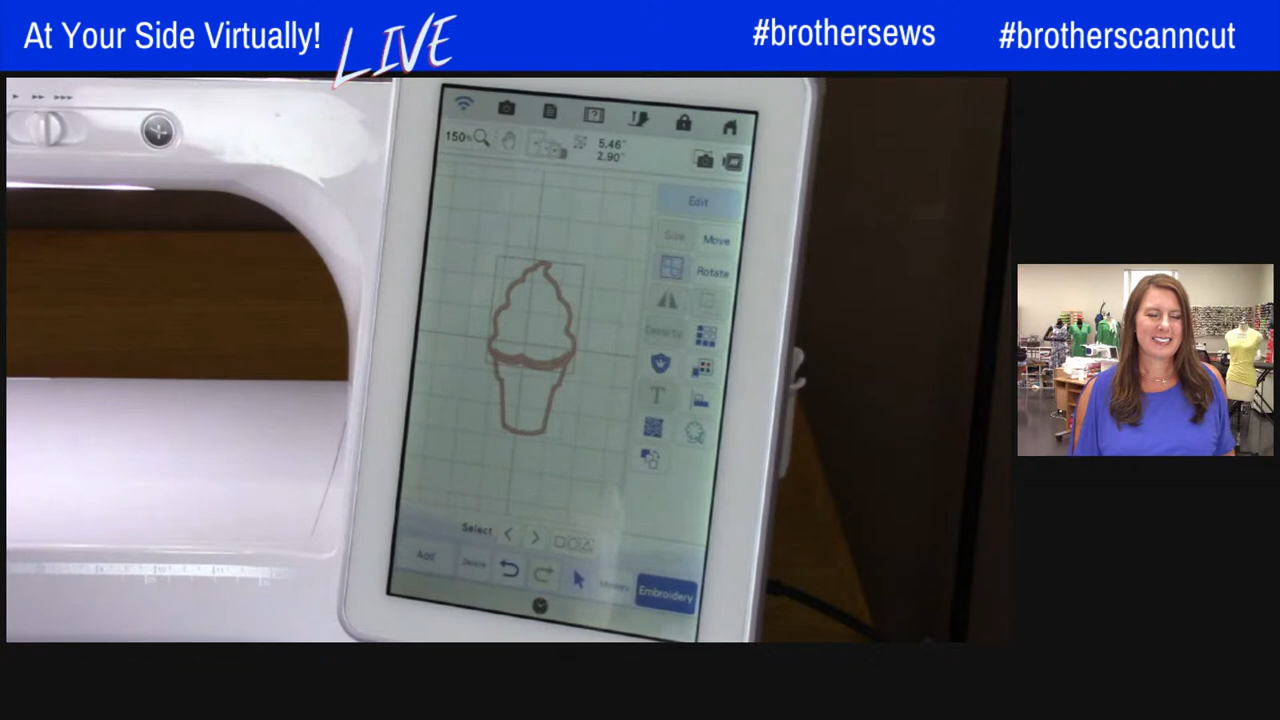 At Your Side Virtually!
LIVE
#brothersews
#brotherscanncut
150%
5.46"
2.90"
Edit
Size
Move
Rotate
T
Select
Add
Delete
Memory
Embroidery